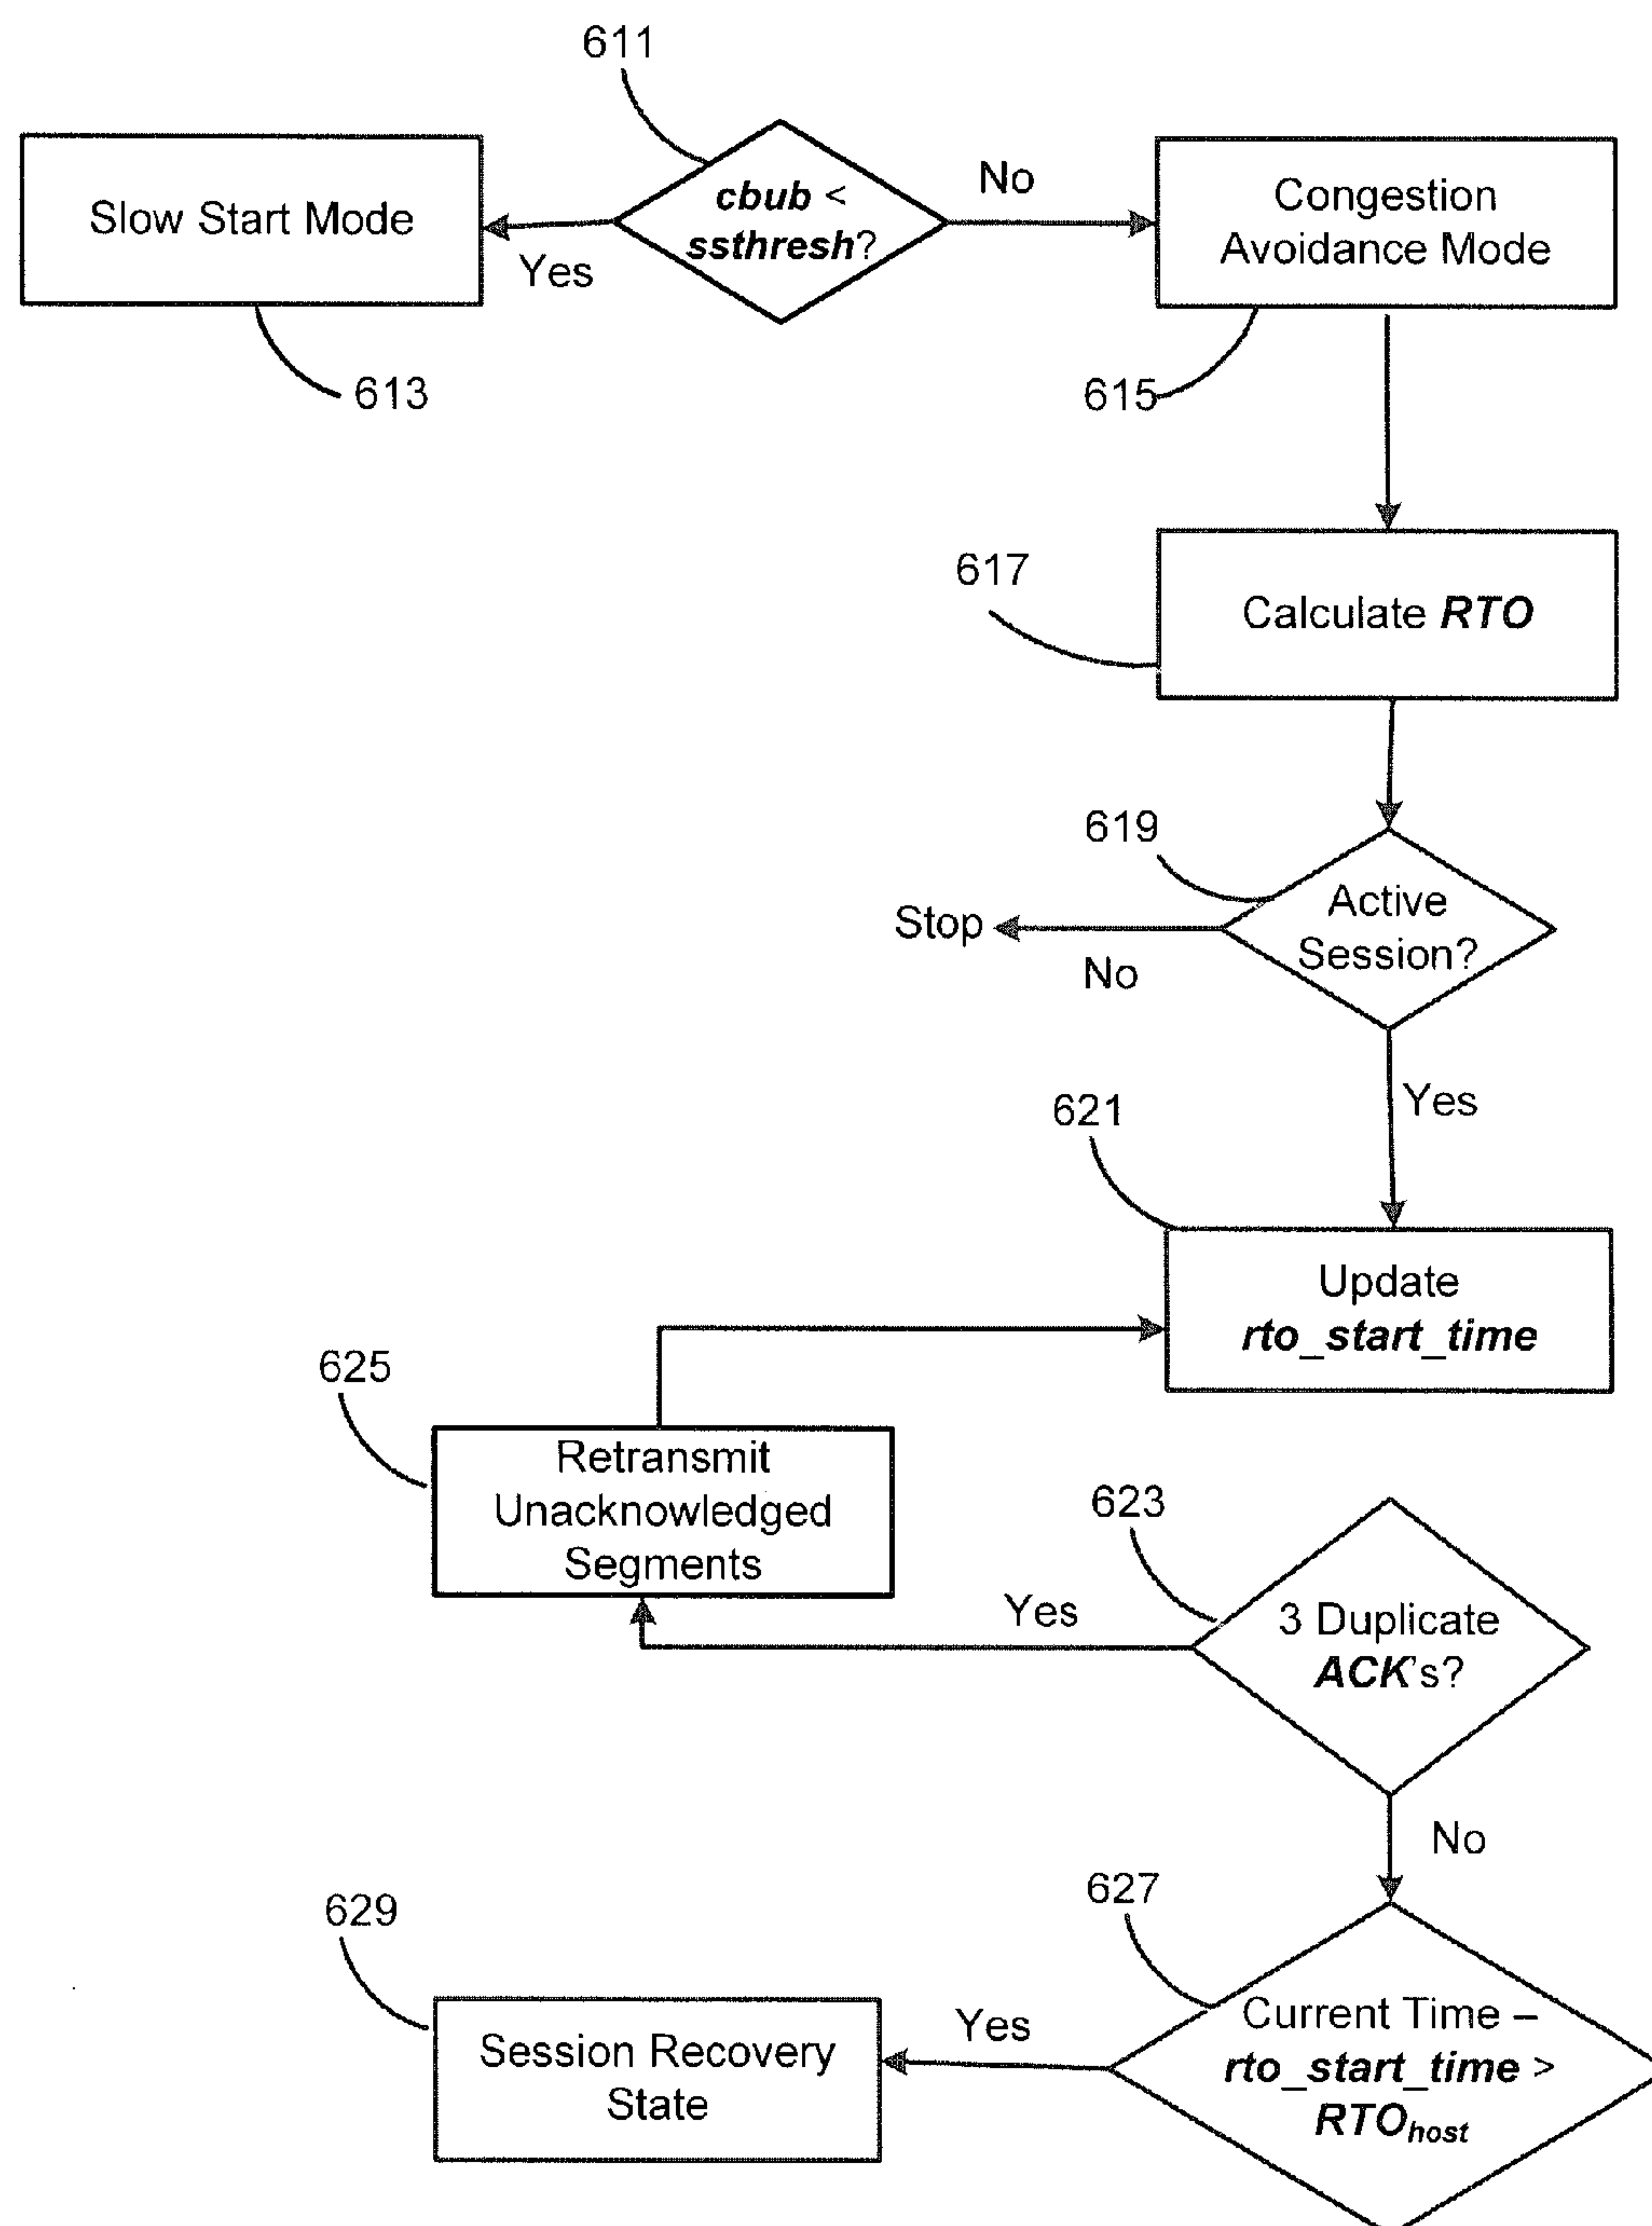 611
Slow Start Mode
cbub <
ssthresh?
No
Yes
Congestion
Avoidance Mode
613
615
617
Calculate RTO
619
Active
Session?
Stop
No
Yes
621
Update
rto_start_time
625
Retransmit
Unacknowledged
Segments
623
3 Duplicate
ACK's?
Yes
No
627
629
Session Recovery
State
Yes
Current Time –
rto_start_time >
RTOhost